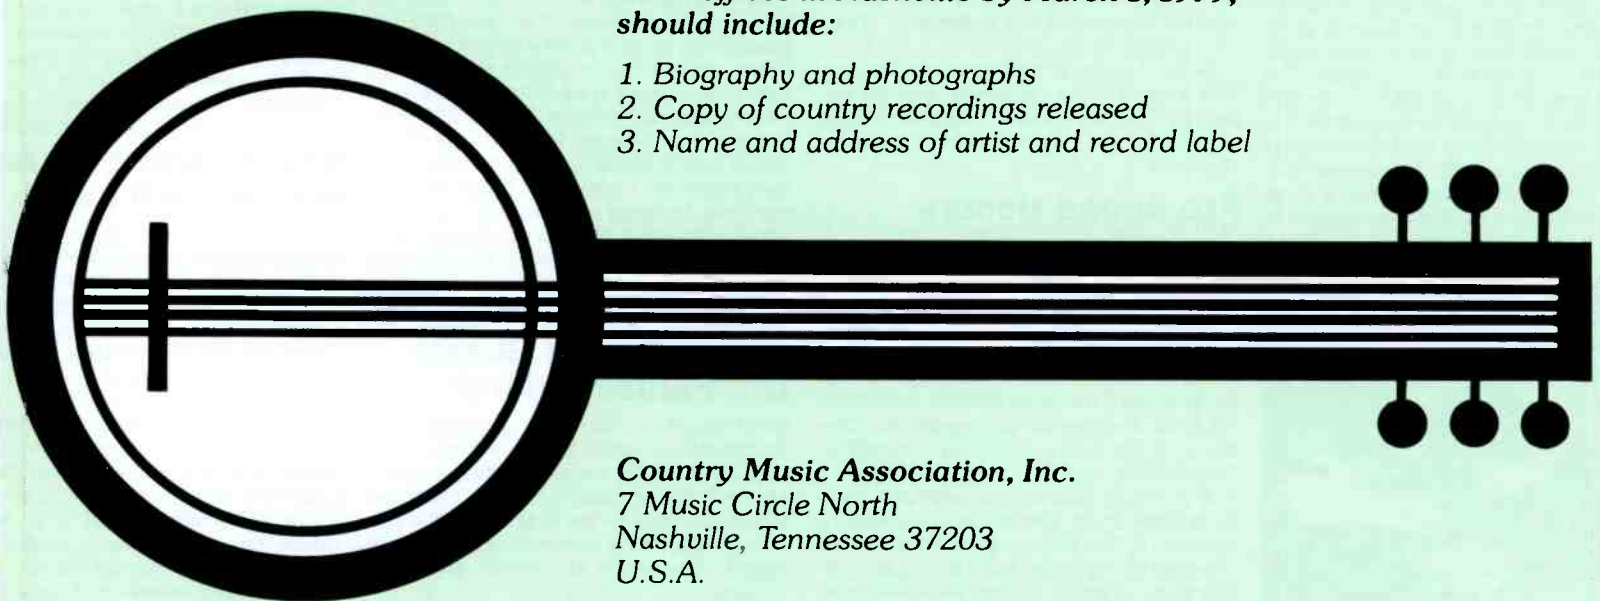 should include:
1. Biography and photographs
2. Copy of country recordings released
3. Name and address of artist and record label
Country Music Association, Inc.
7 Music Circle North
Nashville, Tennessee 37203
U.S.A.